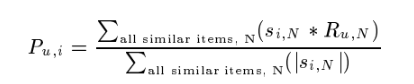 P_{u,i} = \frac{\sum_{\text{all similar items, N}} (s_{i,N} * R_{u,N})}{\sum_{\text{all similar items, N}} (|s_{i,N}|)}